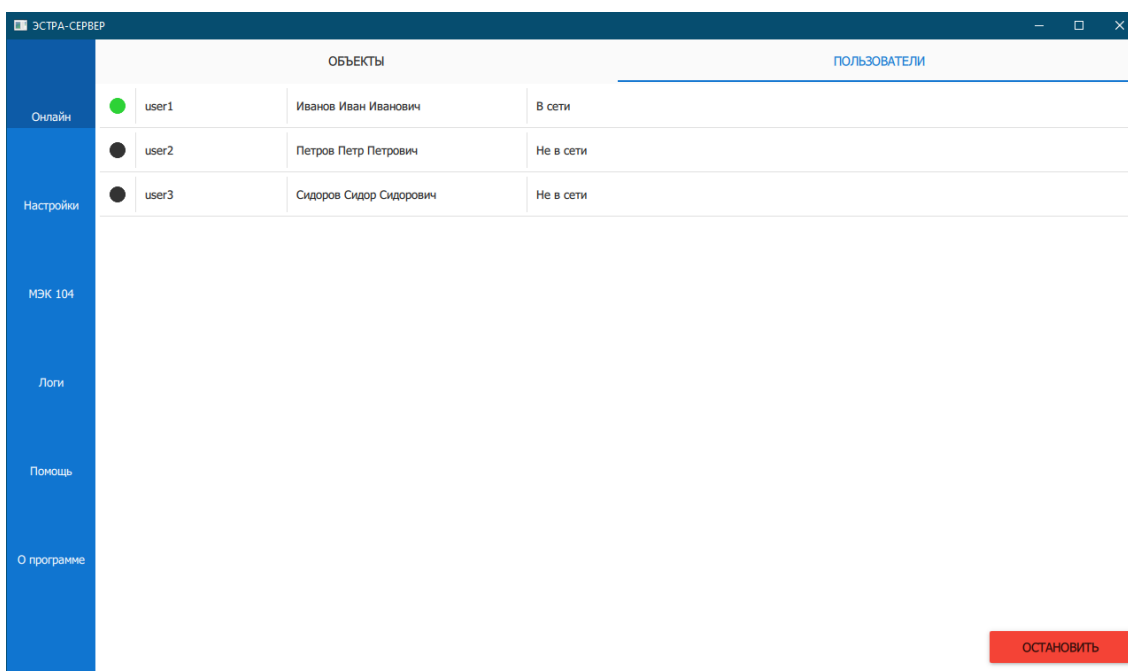 ЭСТРА-СЕРВЕР
ОБЪЕКТЫ ПОЛЬЗОВАТЕЛИ
Онлайн
user1 Иванов Иван Иванович В сети
user2 Петров Петр Петрович Не в сети
user3 Сидоров Сидор Сидорович Не в сети
Настройки
МЭК 104
Логи
Помощь
О программе
ОСТАНОВИТЬ